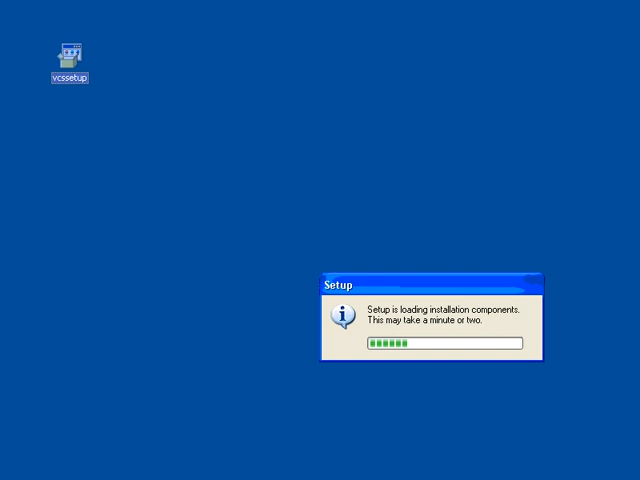 vcssetup
Setup
Setup is loading installation components.
This may take a minute or two.